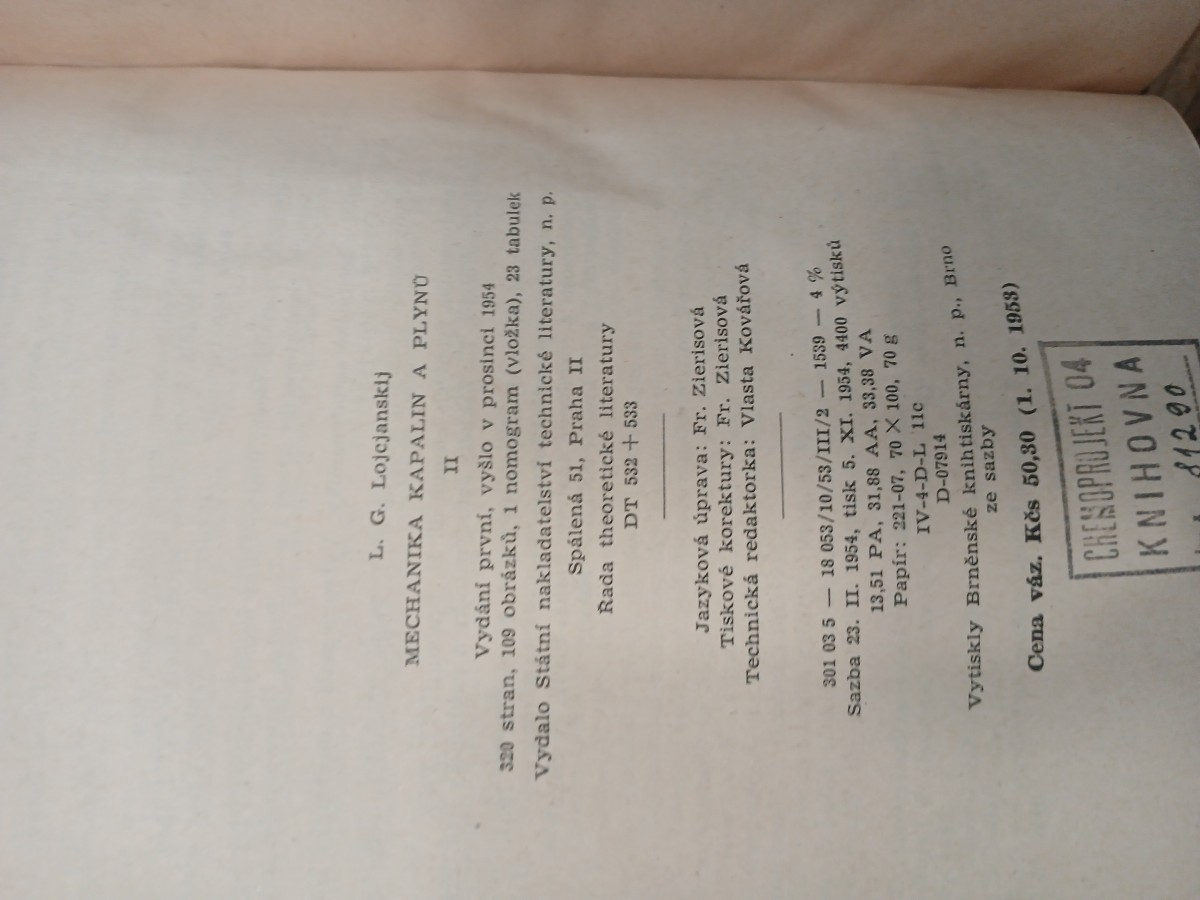 L. G. Lojcjanskij
MECHANIKA KAPALIN A PLYNŮ
II
Vydání první, vyšlo v prosinci 1954
320 stran, 109 obrázků, 1 nomogram (vložka), 23 tabulek
Vydalo Státní nakladatelství technické literatury, n. p.
Spálená 51, Praha II
Řada theoretické literatury
DT 532 + 533
Jazyková úprava: Fr. Zierisová
Tiskové korektury: Fr. Zierisová
Technická redaktorka: Vlasta Kovářová
301 03 5 — 18 053/10/53/III/2 — 1539 — 4 %
Sazba 23. II. 1954, tisk 5. XI. 1954, 4400 výtisků
13,51 PA, 31,88 AA, 33,38 VA
Papír: 221-07, 70 × 100, 70 g
IV-4-D-L 11c
D-07914
Vytiskly Brněnské knihtiskárny, n. p., Brno
ze sazby
Cena váz. Kčs 50,30 (1. 10. 1953)
CHEMOPROJEKT 04
KNIHOVNA
81290